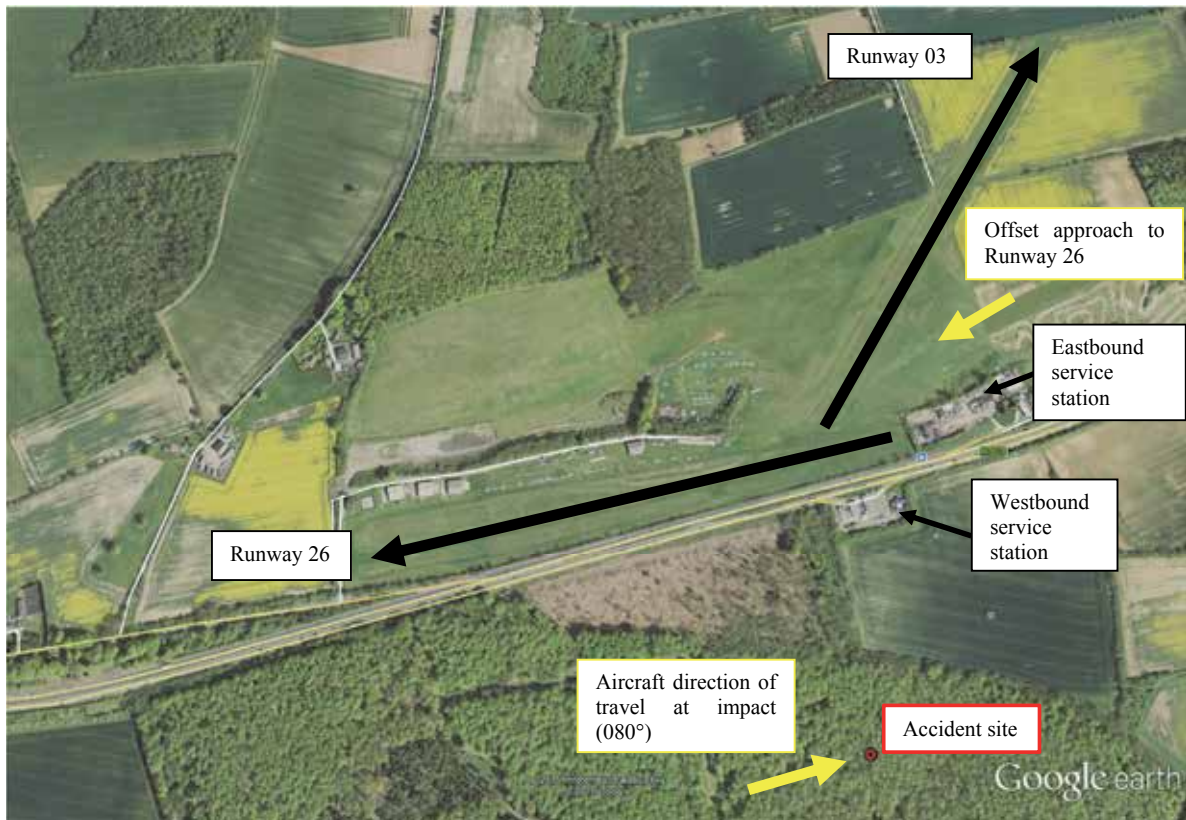 Runway 03
Offset approach to
Runway 26
Eastbound
service
station
Westbound
service
station
Runway 26
Aircraft direction of
travel at impact
(080°)
Accident site
Google earth